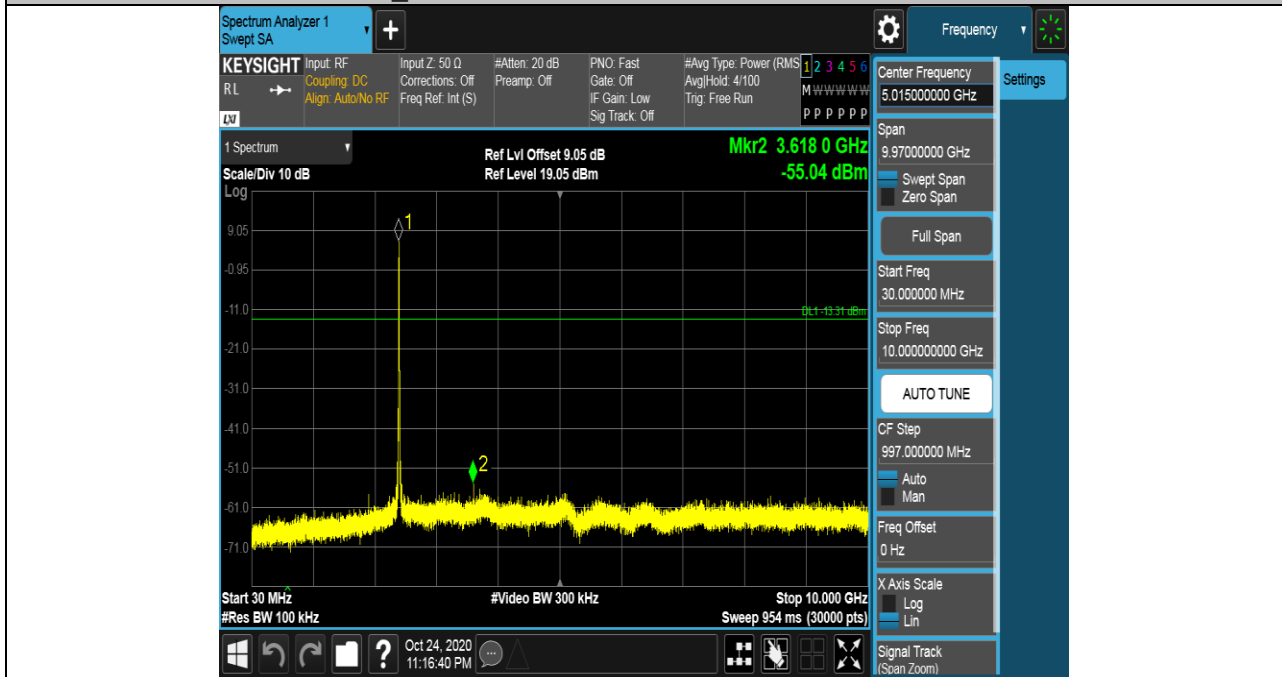 Spectrum Analyzer 1
Swept SA
+
Frequency
KEYSIGHT
RL
LXI
Input: RF
Coupling: DC
Align: Auto/No RF
Input Z: 50 Ω
Corrections: Off
Freq Ref: Int (S)
#Atten: 20 dB
Preamp: Off
PNO: Fast
Gate: Off
IF Gain: Low
Sig Track: Off
#Avg Type: Power (RMS
Avg|Hold: 4/100
Trig: Free Run
1 2 3 4 5 6
M W W W W W
P P P P P P
1 Spectrum
Scale/Div 10 dB
Ref Lvl Offset 9.05 dB
Ref Level 19.05 dBm
Mkr2 3.618 0 GHz
-55.04 dBm
Log
9.05
-0.95
-11.0
-21.0
-31.0
-41.0
-51.0
-61.0
-71.0
1
2
DL1 -13.31 dBm
Start 30 MHz
#Res BW 100 kHz
#Video BW 300 kHz
Stop 10.000 GHz
Sweep 954 ms (30000 pts)
?
Oct 24, 2020
11:16:40 PM
Center Frequency
5.015000000 GHz
Span
9.97000000 GHz
Swept Span
Zero Span
Full Span
Start Freq
30.000000 MHz
Stop Freq
10.000000000 GHz
AUTO TUNE
CF Step
997.000000 MHz
Auto
Man
Freq Offset
0 Hz
X Axis Scale
Log
Lin
Signal Track
(Span Zoom)
Settings